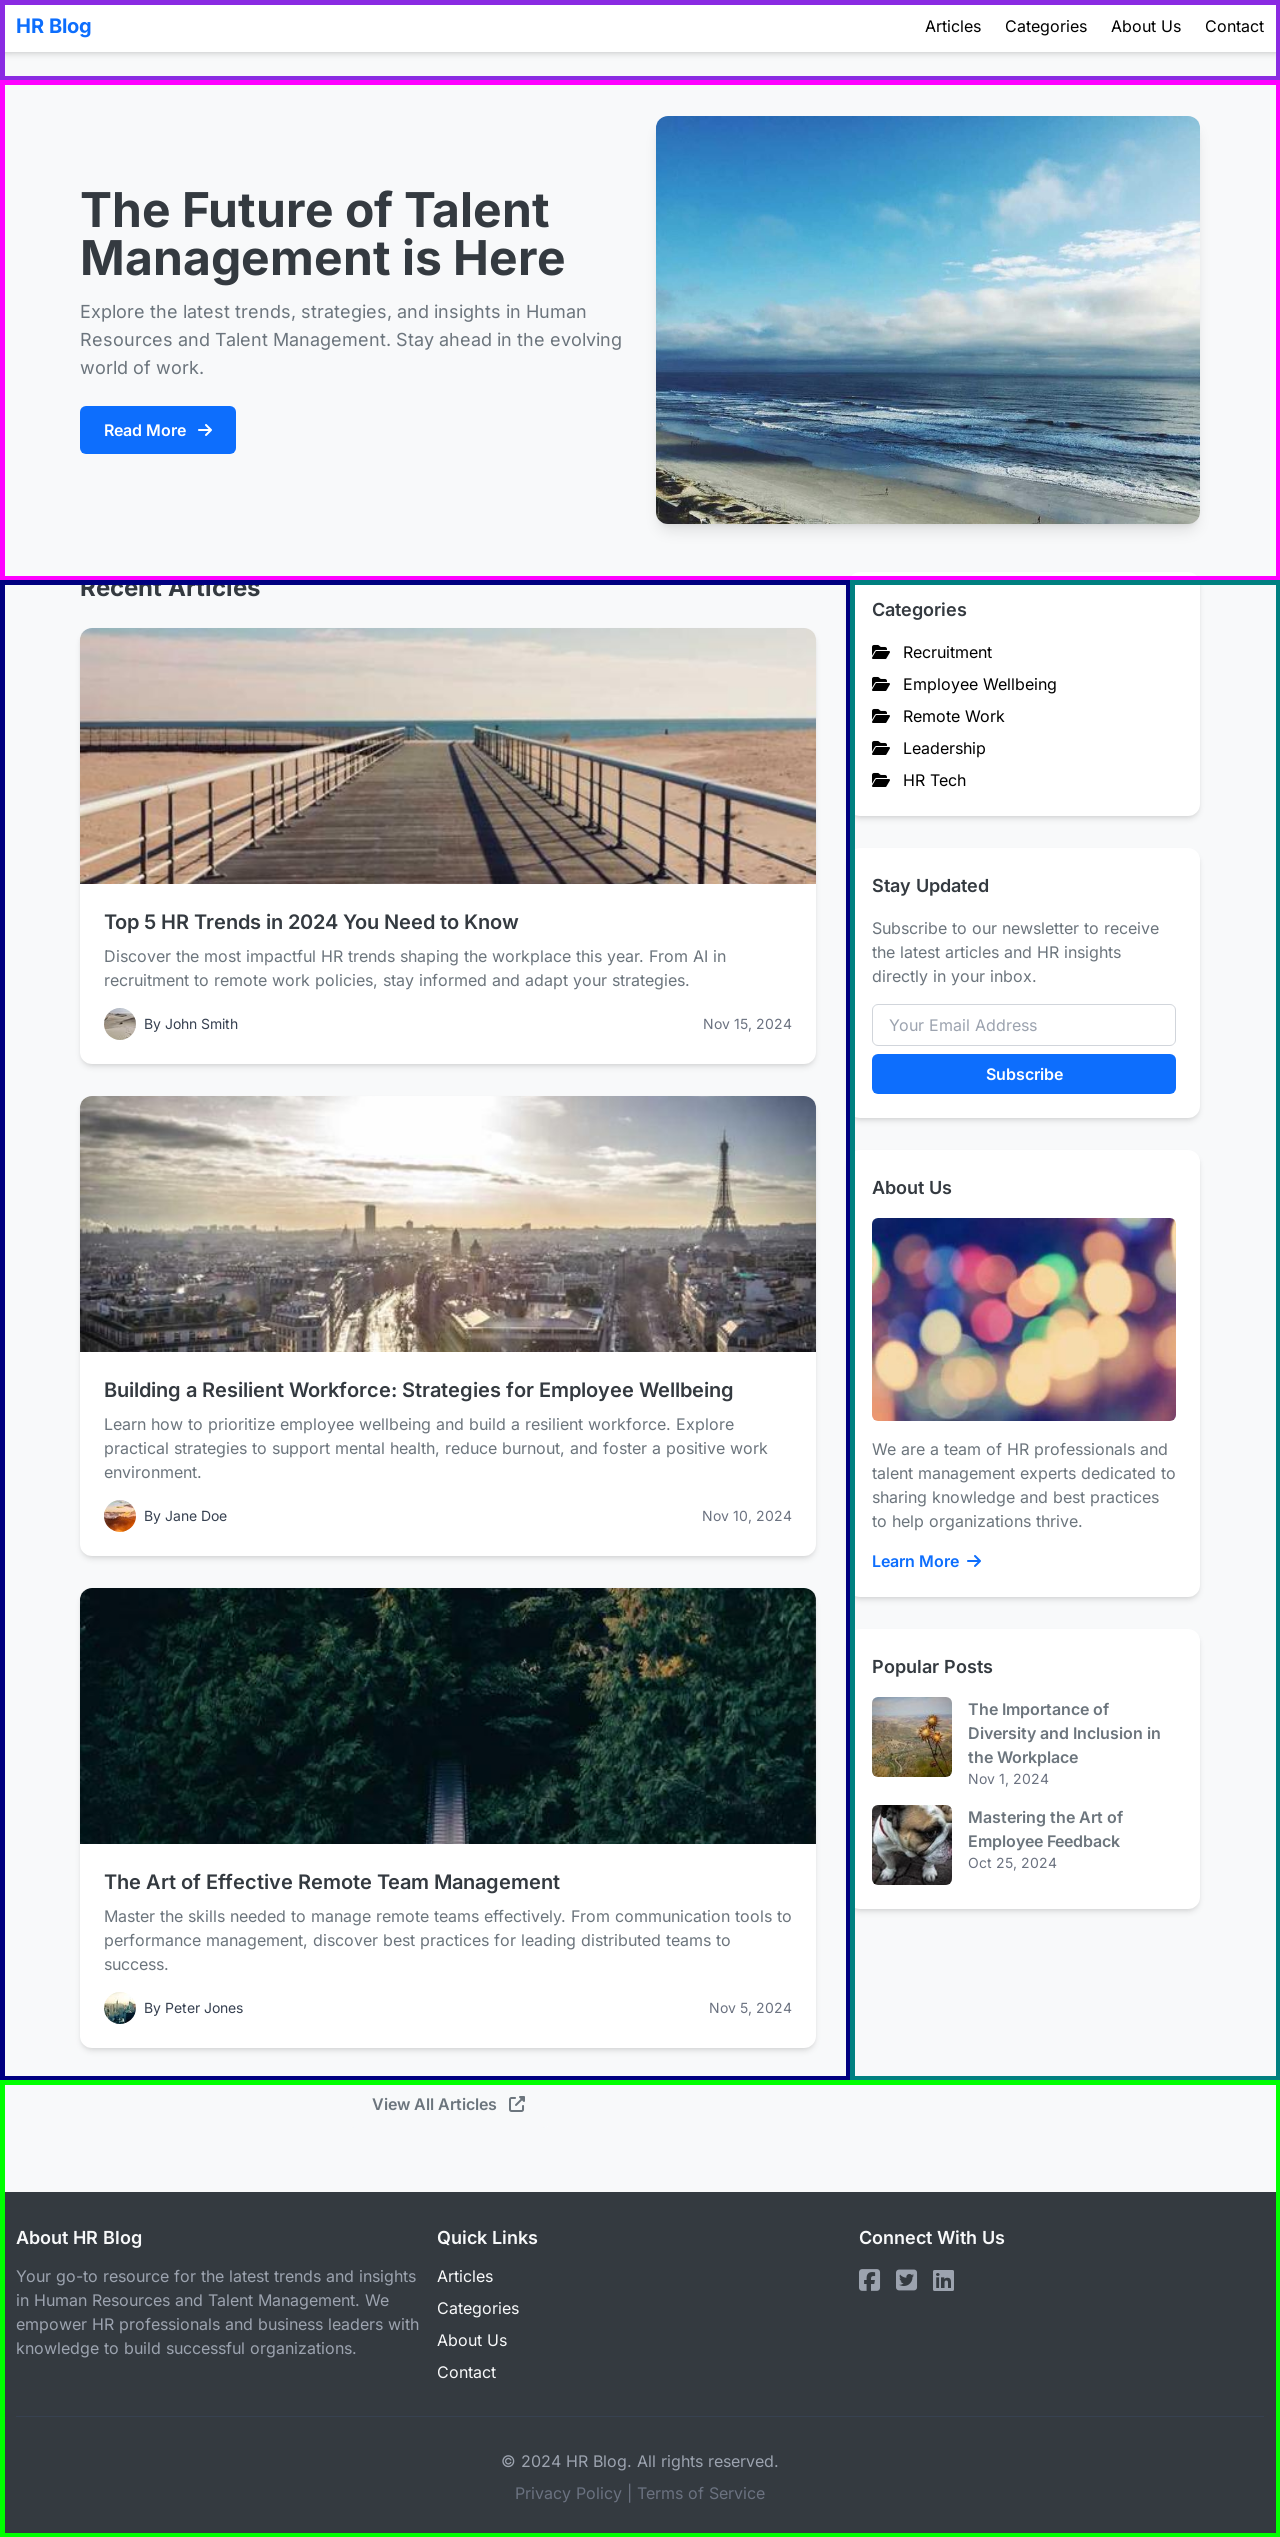 HR Blog
Articles
Categories
About Us
Contact
The Future of Talent
Management is Here
Explore the latest trends, strategies, and insights in Human
Resources and Talent Management. Stay ahead in the evolving
world of work.
Read More
Recent Articles
Top 5 HR Trends in 2024 You Need to Know
Discover the most impactful HR trends shaping the workplace this year. From AI in
recruitment to remote work policies, stay informed and adapt your strategies.
By John Smith
Nov 15, 2024
Building a Resilient Workforce: Strategies for Employee Wellbeing
Learn how to prioritize employee wellbeing and build a resilient workforce. Explore
practical strategies to support mental health, reduce burnout, and foster a positive work
environment.
By Jane Doe
Nov 10, 2024
The Art of Effective Remote Team Management
Master the skills needed to manage remote teams effectively. From communication tools to
performance management, discover best practices for leading distributed teams to
success.
By Peter Jones
Nov 5, 2024
Categories
Recruitment
Employee Wellbeing
Remote Work
Leadership
HR Tech
Stay Updated
Subscribe to our newsletter to receive
the latest articles and HR insights
directly in your inbox.
Your Email Address
Subscribe
About Us
We are a team of HR professionals and
talent management experts dedicated to
sharing knowledge and best practices
to help organizations thrive.
Learn More
Popular Posts
The Importance of
Diversity and Inclusion in
the Workplace
Nov 1, 2024
Mastering the Art of
Employee Feedback
Oct 25, 2024
View All Articles
About HR Blog
Your go-to resource for the latest trends and insights
in Human Resources and Talent Management. We
empower HR professionals and business leaders with
knowledge to build successful organizations.
Quick Links
Articles
Categories
About Us
Contact
Connect With Us
© 2024 HR Blog. All rights reserved.
Privacy Policy | Terms of Service